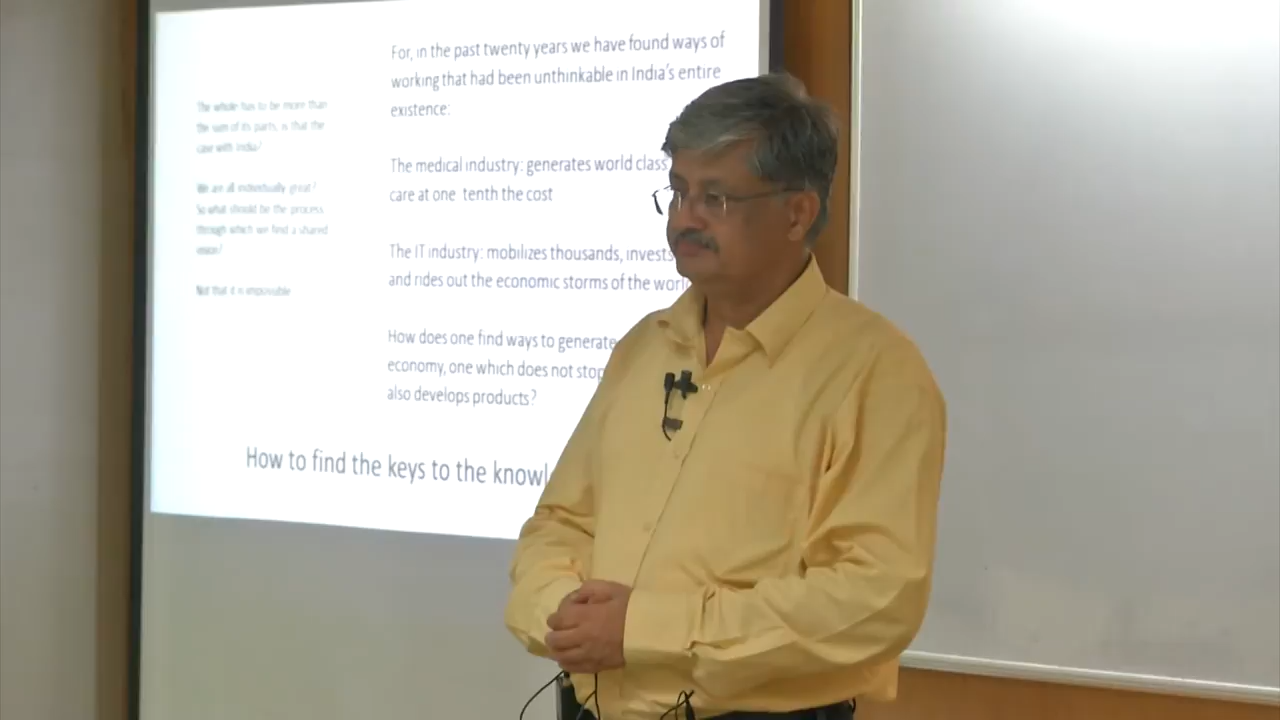 For, in the past twenty years we have found ways of
working that had been unthinkable in India's entire
existence:
The whole has to be more than
the sum of its parts, is that the
case with India?
The medical industry: generates world class
care at one tenth the cost
We are all individually great!
So what should be the process
through which we find a shared
vision?
The IT industry: mobilizes thousands, invests
and rides out the economic storms of the
Not that it is impossible
How does one find ways to generate
economy, one which does not stop
also develops products?
How to find the keys to the